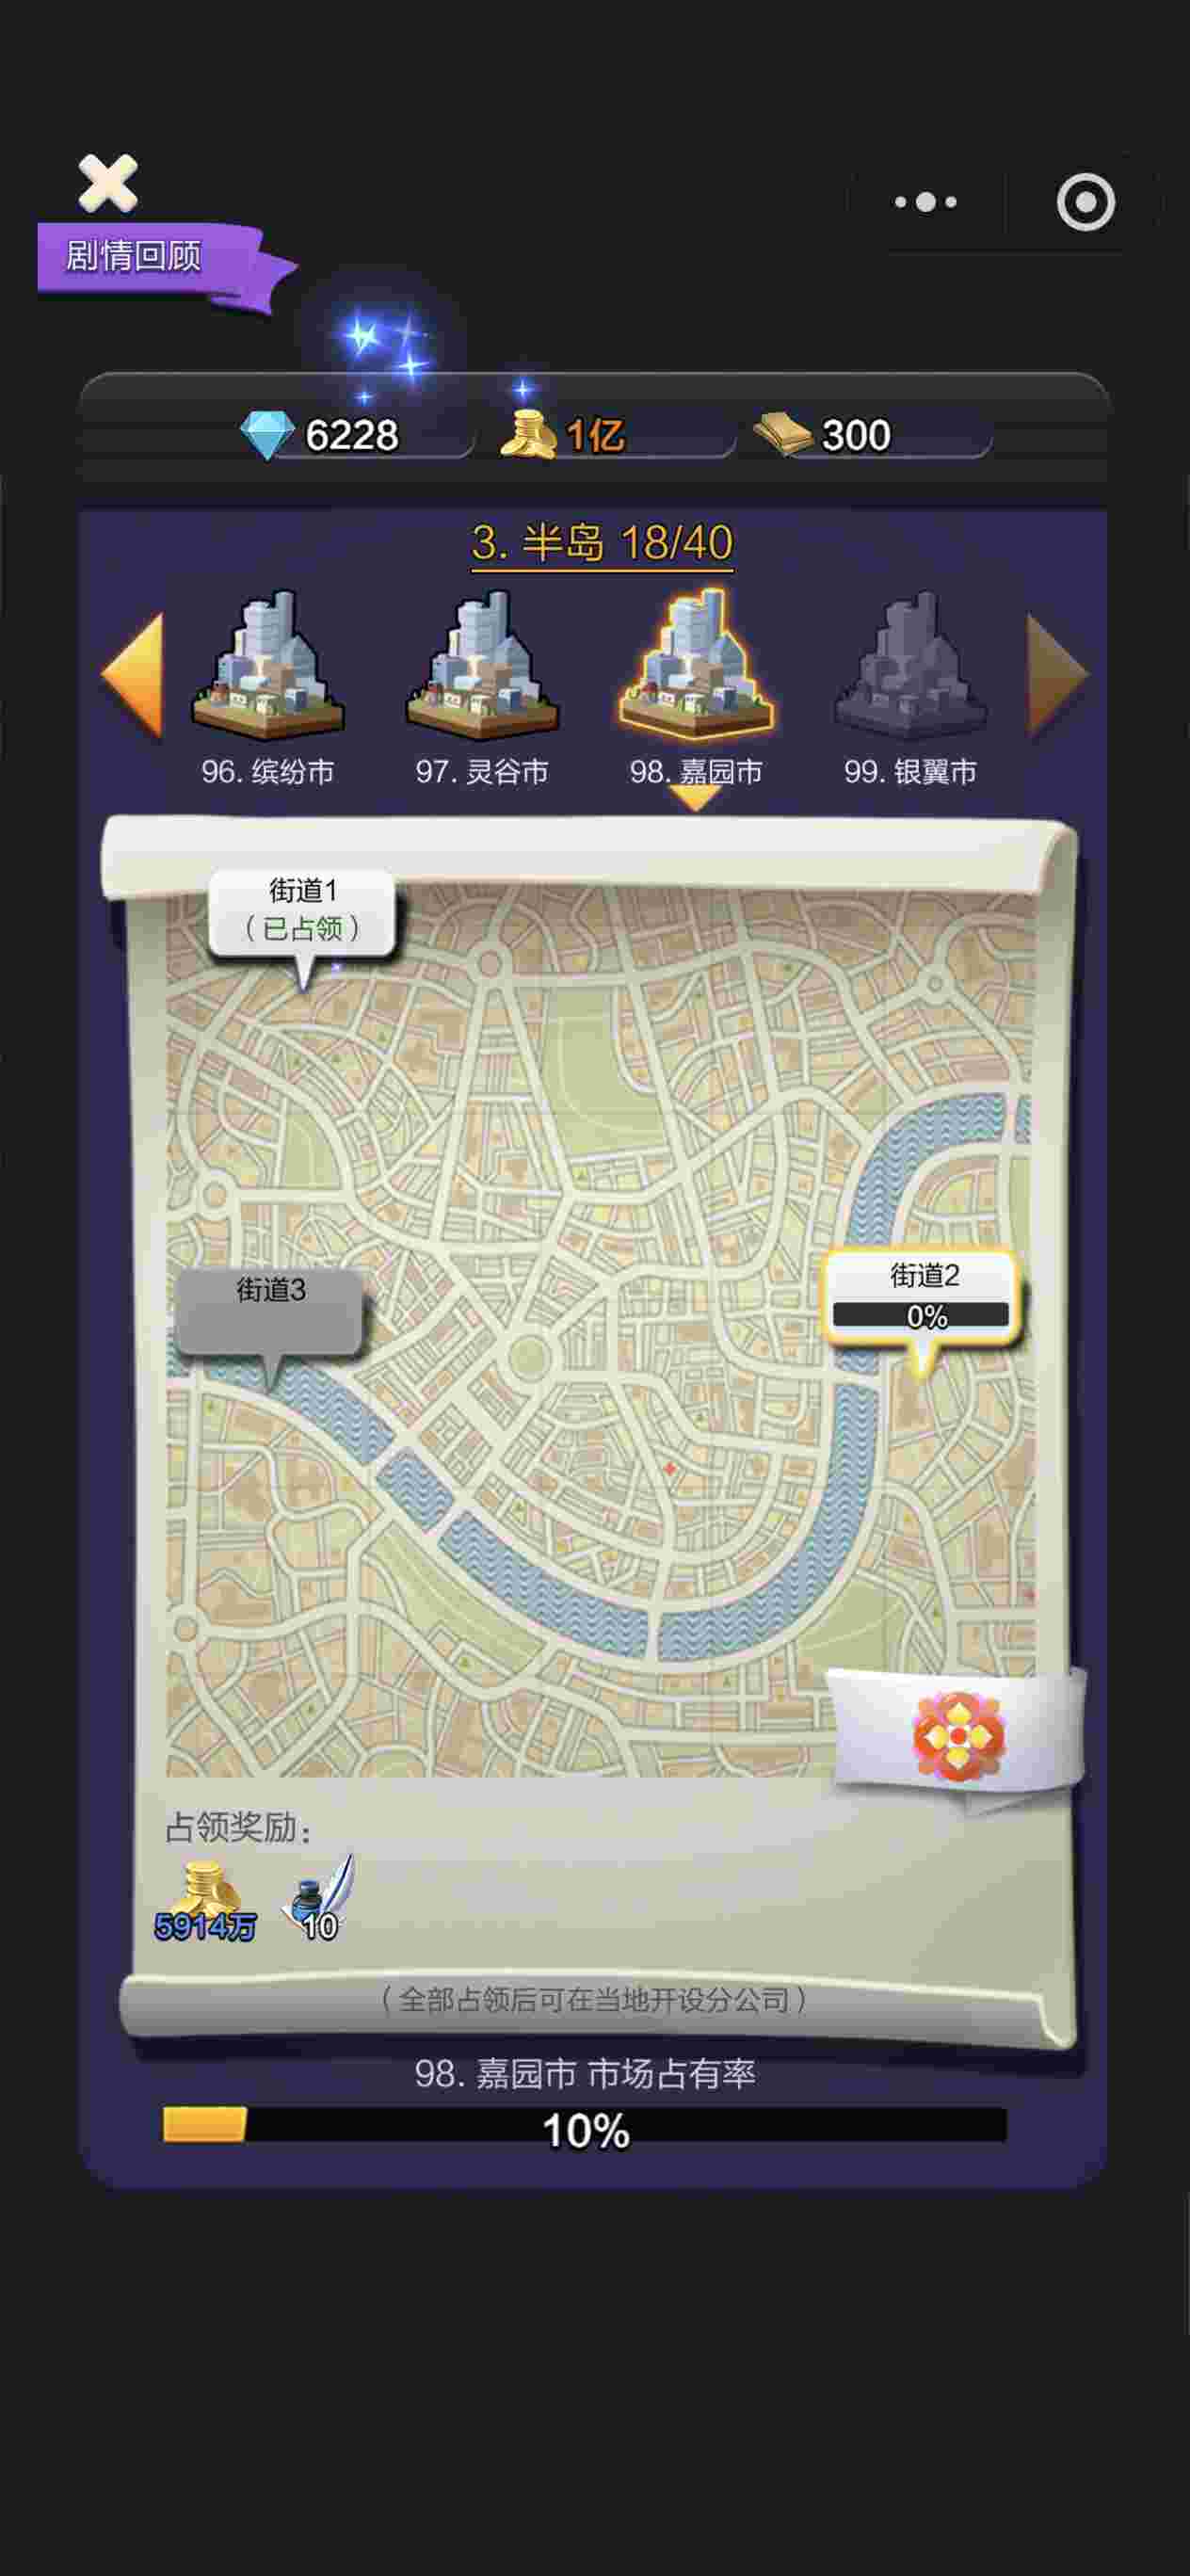 剧情回顾
6228
1亿
300
3. 半岛 18/40
96. 缤纷市
97. 灵谷市
98. 嘉园市
99. 银翼市
街道1
（已占领）
街道2
0%
街道3
占领奖励：
5914万
10
（全部占领后可在当地开设分公司）
98. 嘉园市 市场占有率
10%